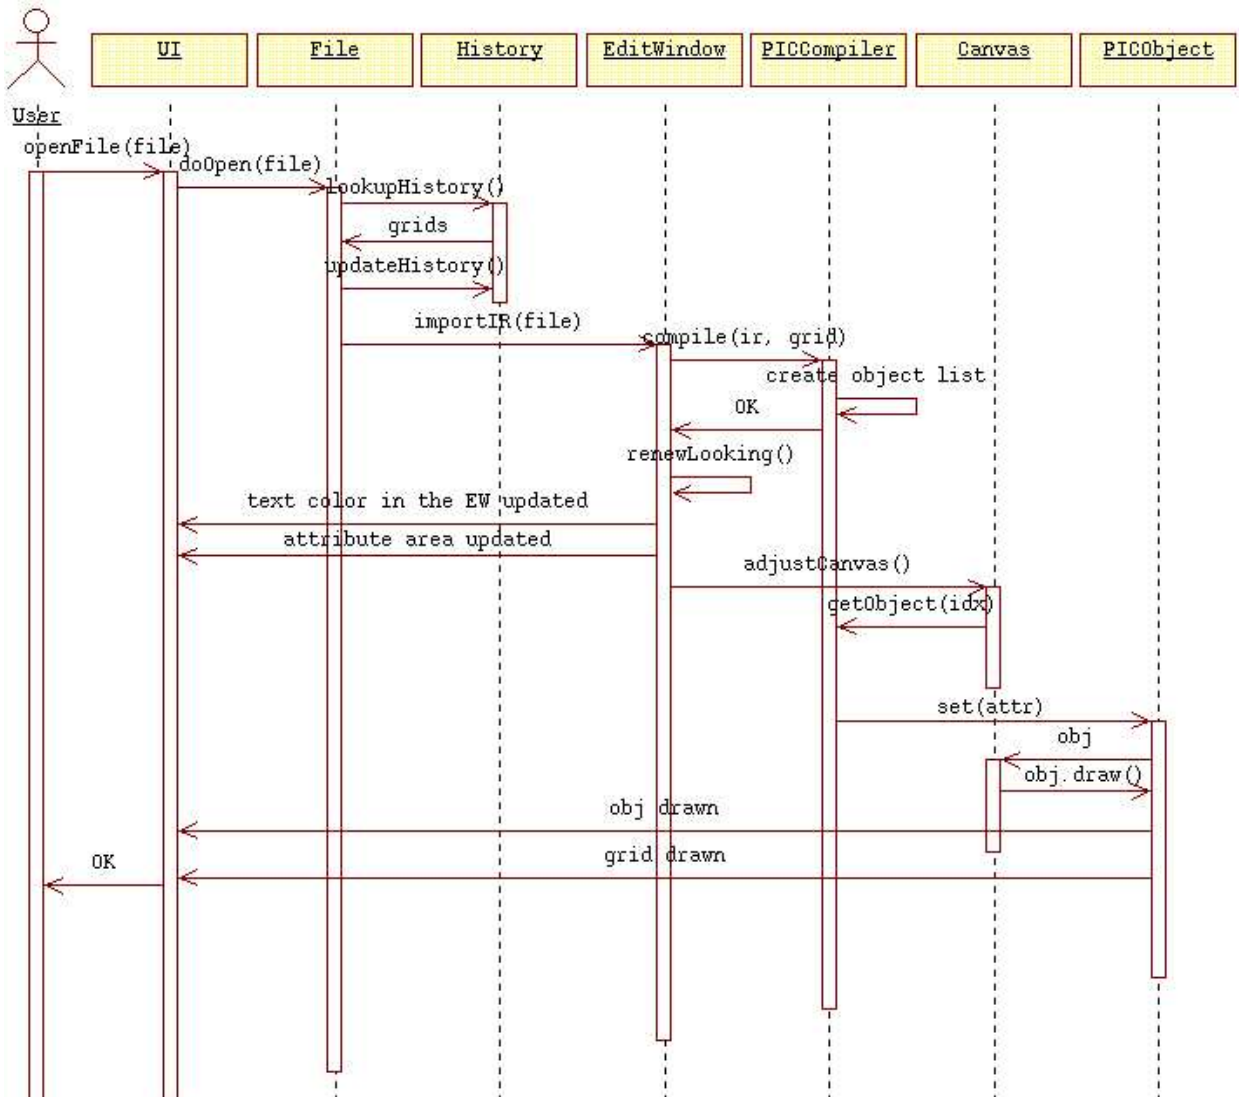 UI
File
History
EditWindow
PICCompiler
Canvas
PICObject
User
openFile(file)
doOpen(file)
lookupHistory()
grids
updateHistory()
importIR(file)
compile(ir, grid)
create object list
OK
renewLooking()
text color in the EW updated
attribute area updated
adjustCanvas()
getObject(idx)
set(attr)
obj
obj.draw()
obj drawn
grid drawn
OK